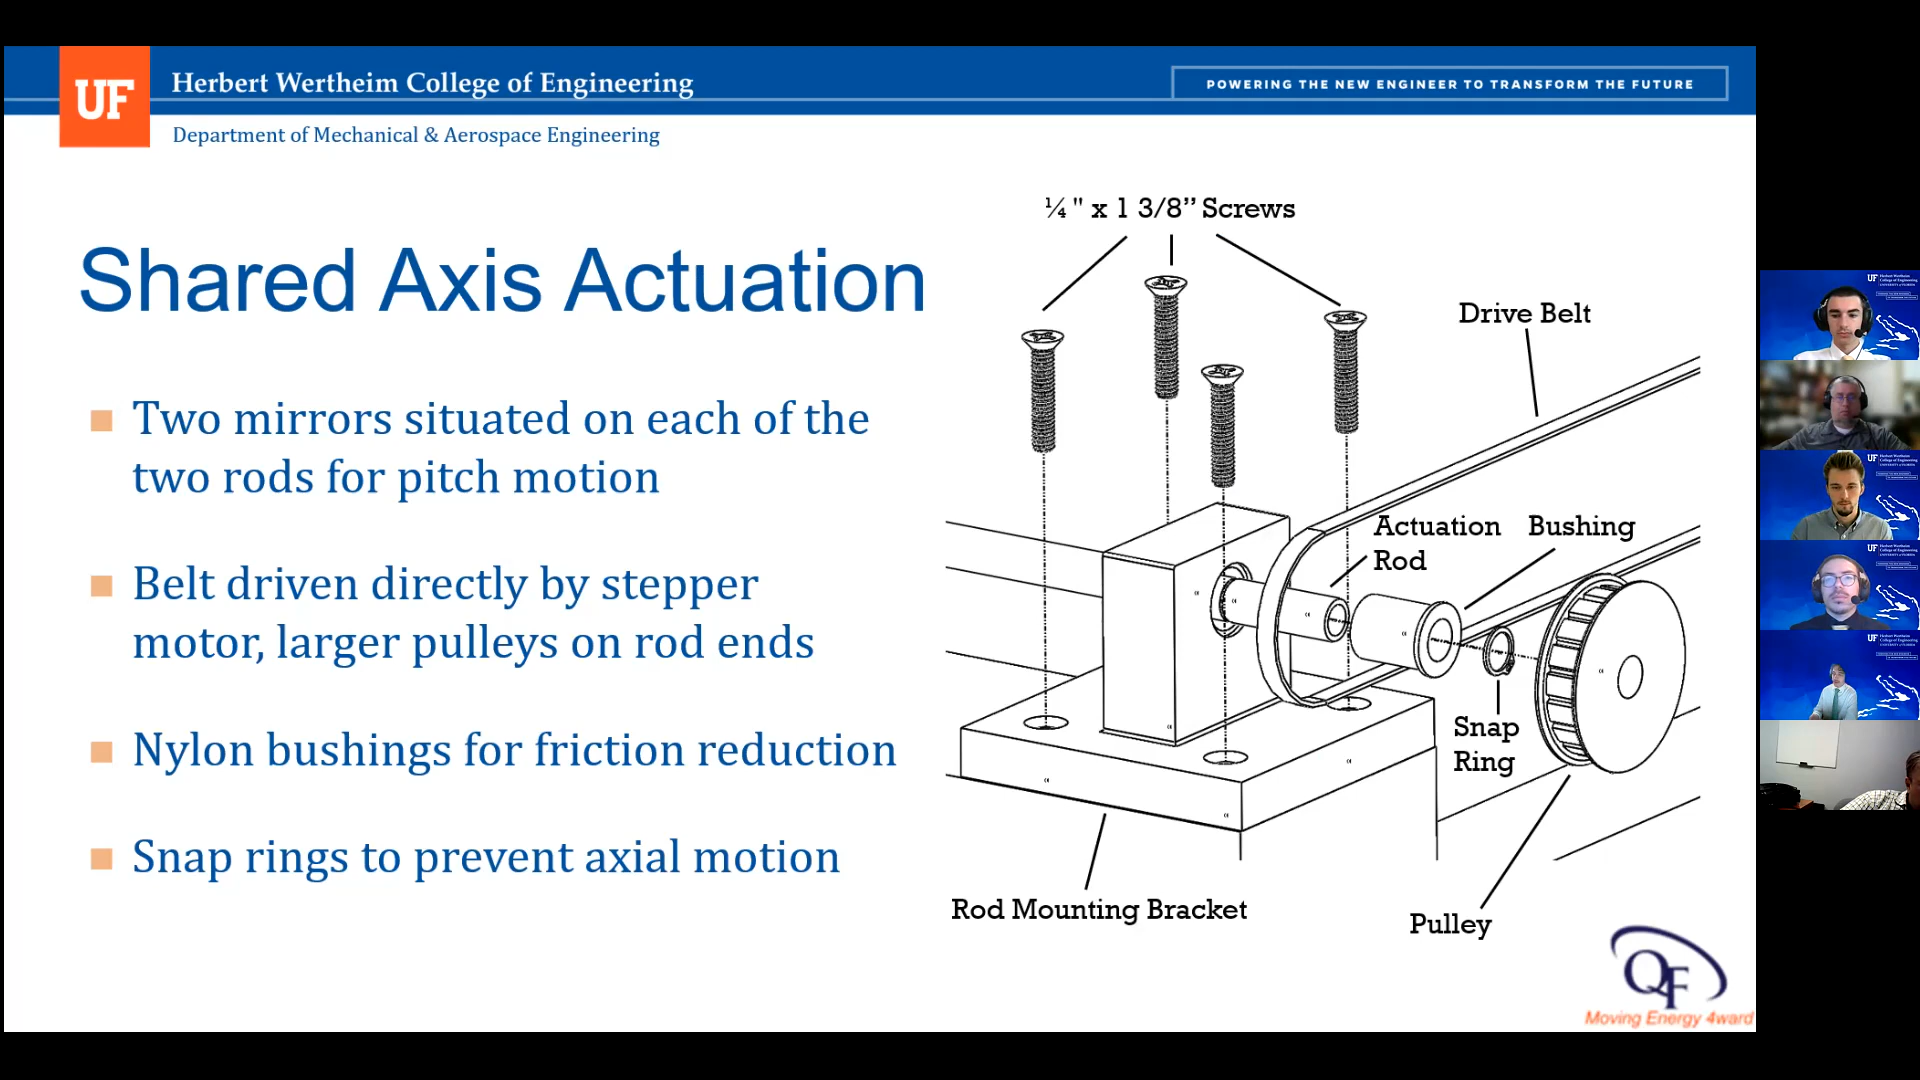 UF
Herbert Wertheim College of Engineering
POWERING THE NEW ENGINEER TO TRANSFORM THE FUTURE
Department of Mechanical & Aerospace Engineering
Shared Axis Actuation
Two mirrors situated on each of the
two rods for pitch motion
Belt driven directly by stepper
motor, larger pulleys on rod ends
Nylon bushings for friction reduction
Snap rings to prevent axial motion
¼ " x 1 3/8” Screws
Drive Belt
Actuation
Rod
Bushing
Snap
Ring
Rod Mounting Bracket
Pulley
QF
Moving Energy 4ward
UF
UF
UF
UF